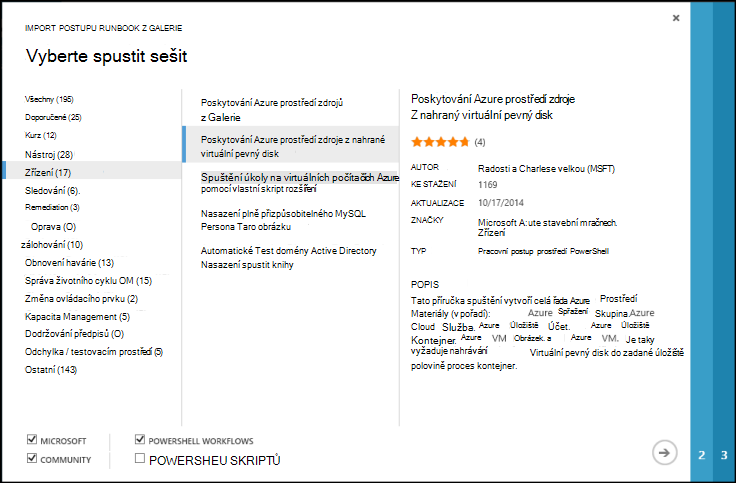 IMPORT POSTUPU RUNBOOK Z GALERIE
Vyberte spustit sešit
Všechny (195)
Doporučené (25)
Kurz (12)
Nástroj (28)
Zřízení (17)
Sledování (6).
Remediation (3)
Oprava (O)
zálohování (10)
Obnovení havárie (13)
Správa životního cyklu OM (15)
Změna ovládacího prvku (2)
Kapacita Management (5)
Dodržování předpisů (O)
Odchylka / testovacím prostředí (5)
Ostatní (143)
Poskytování Azure prostředí zdrojů
z Galerie
Poskytování Azure prostředí zdroje z nahrané
virtuální pevný disk
Spuštění úkoly na virtuálních počítačích Azure
pomocí vlastní skript rozšíření
Nasazení plně přizpůsobitelného MySQL
Persona Taro obrázku
Automatické Test domény Active Directory
Nasazení spustit knihy
Poskytování Azure prostředí zdroje
Z nahraný virtuální pevný disk
(4)
AUTOR Radosti a Charlese velkou (MSFT)
KE STAŽENÍ 1169
AKTUALIZACE 10/17/2014
ZNAČKY Microsoft A:ute stavební mračnech.
Zřízení
TYP Pracovní postup prostředí PowerShell
POPIS
Tato příručka spuštění vytvoří celá řada Azure Prostředí
Materiály (v pořadí): Azure Spřažení Skupina Azure
Cloud Služba. Azure Úložiště Účet. Azure Úložiště
Kontejner. Azure VM Obrázek. a Azure VM. Je taky
vyžaduje nahrávání Virtuální pevný disk do zadané úložiště
polovině proces kontejner.
MICROSOFT
POWERSHELL WORKFLOWS
COMMUNITY
POWERSHEU SKRIPTŮ
2 3